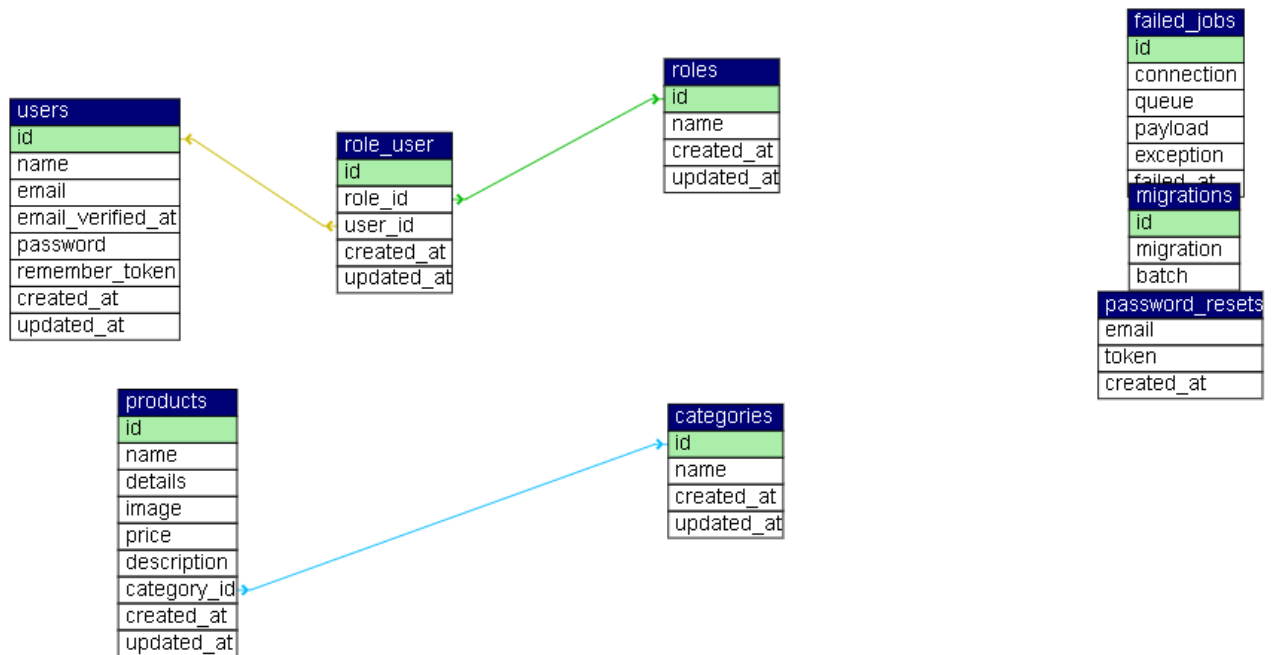 users
id
name
email
email_verified_at
password
remember_token
created_at
updated_at
role_user
id
role_id
user_id
created_at
updated_at
roles
id
name
created_at
updated_at
failed_jobs
id
connection
queue
payload
exception
failed_at
migrations
id
migration
batch
password_resets
email
token
created_at
products
id
name
details
image
price
description
category_id
created_at
updated_at
categories
id
name
created_at
updated_at